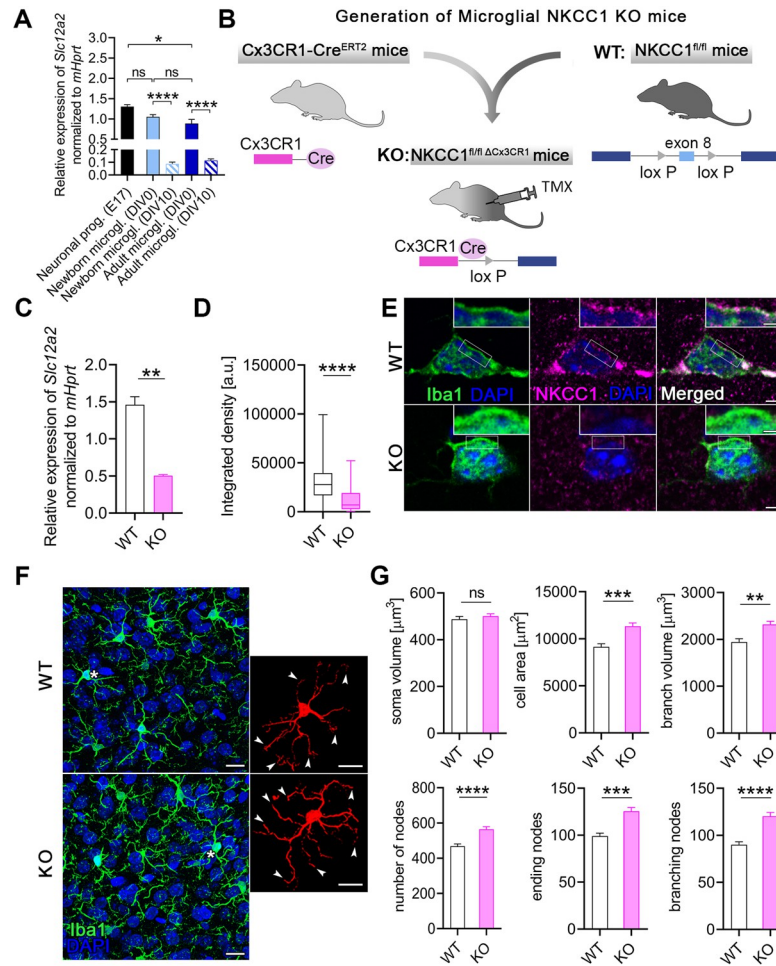 A
Relative expression of Slc12a2
normalized to mHprt
1.5
1.0
0.5
0.1
0.0
*
ns
ns
****
****
Neuronal prog. (E17)
Newborn microgl. (DIV0)
Newborn microgl. (DIV10)
Adult microgl. (DIV0)
Adult microgl. (DIV10)
B
Generation of Microglial NKCC1 KO mice
Cx3CR1-CreERT2 mice
WT: NKCC1fl/fl mice
Cx3CR1
Cre
exon 8
lox P
lox P
KO:NKCC1fl/fl ΔCx3CR1 mice
TMX
Cx3CR1
Cre
lox P
C
Relative expression of Slc12a2
normalized to mHprt
2.0
1.5
1.0
0.5
0.0
**
WT
KO
D
Integrated density [a.u.]
150000
100000
50000
0
****
WT
KO
E
WT
Iba1 DAPI
NKCC1 DAPI
Merged
KO
F
WT
*
KO
*
Iba1
DAPI
G
soma volume [µm3]
600
400
200
0
ns
WT
KO
cell area [µm2]
15000
10000
5000
0
***
WT
KO
branch volume [µm3]
3000
2000
1000
0
**
WT
KO
number of nodes
800
600
400
200
0
****
WT
KO
ending nodes
150
100
50
0
***
WT
KO
branching nodes
150
100
50
0
****
WT
KO